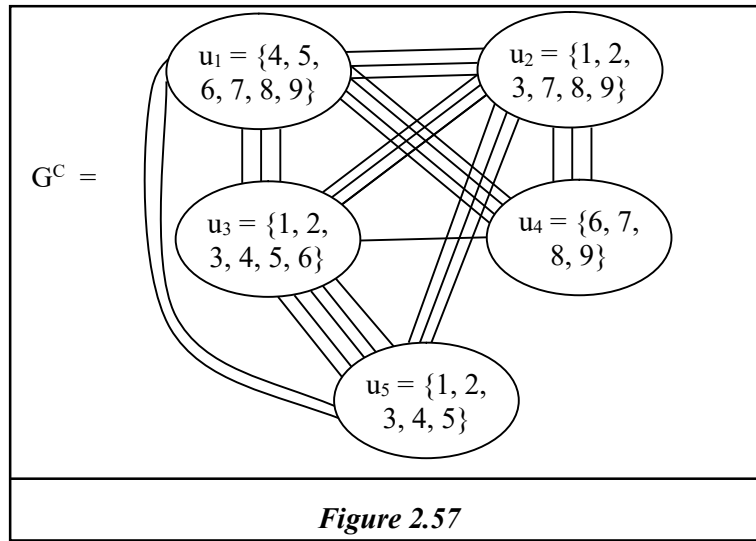 u₁ = {4, 5,
6, 7, 8, 9}
u₂ = {1, 2,
3, 7, 8, 9}
Gᶜ =
u₃ = {1, 2,
3, 4, 5, 6}
u₄ = {6, 7,
8, 9}
u₅ = {1, 2,
3, 4, 5}
Figure 2.57